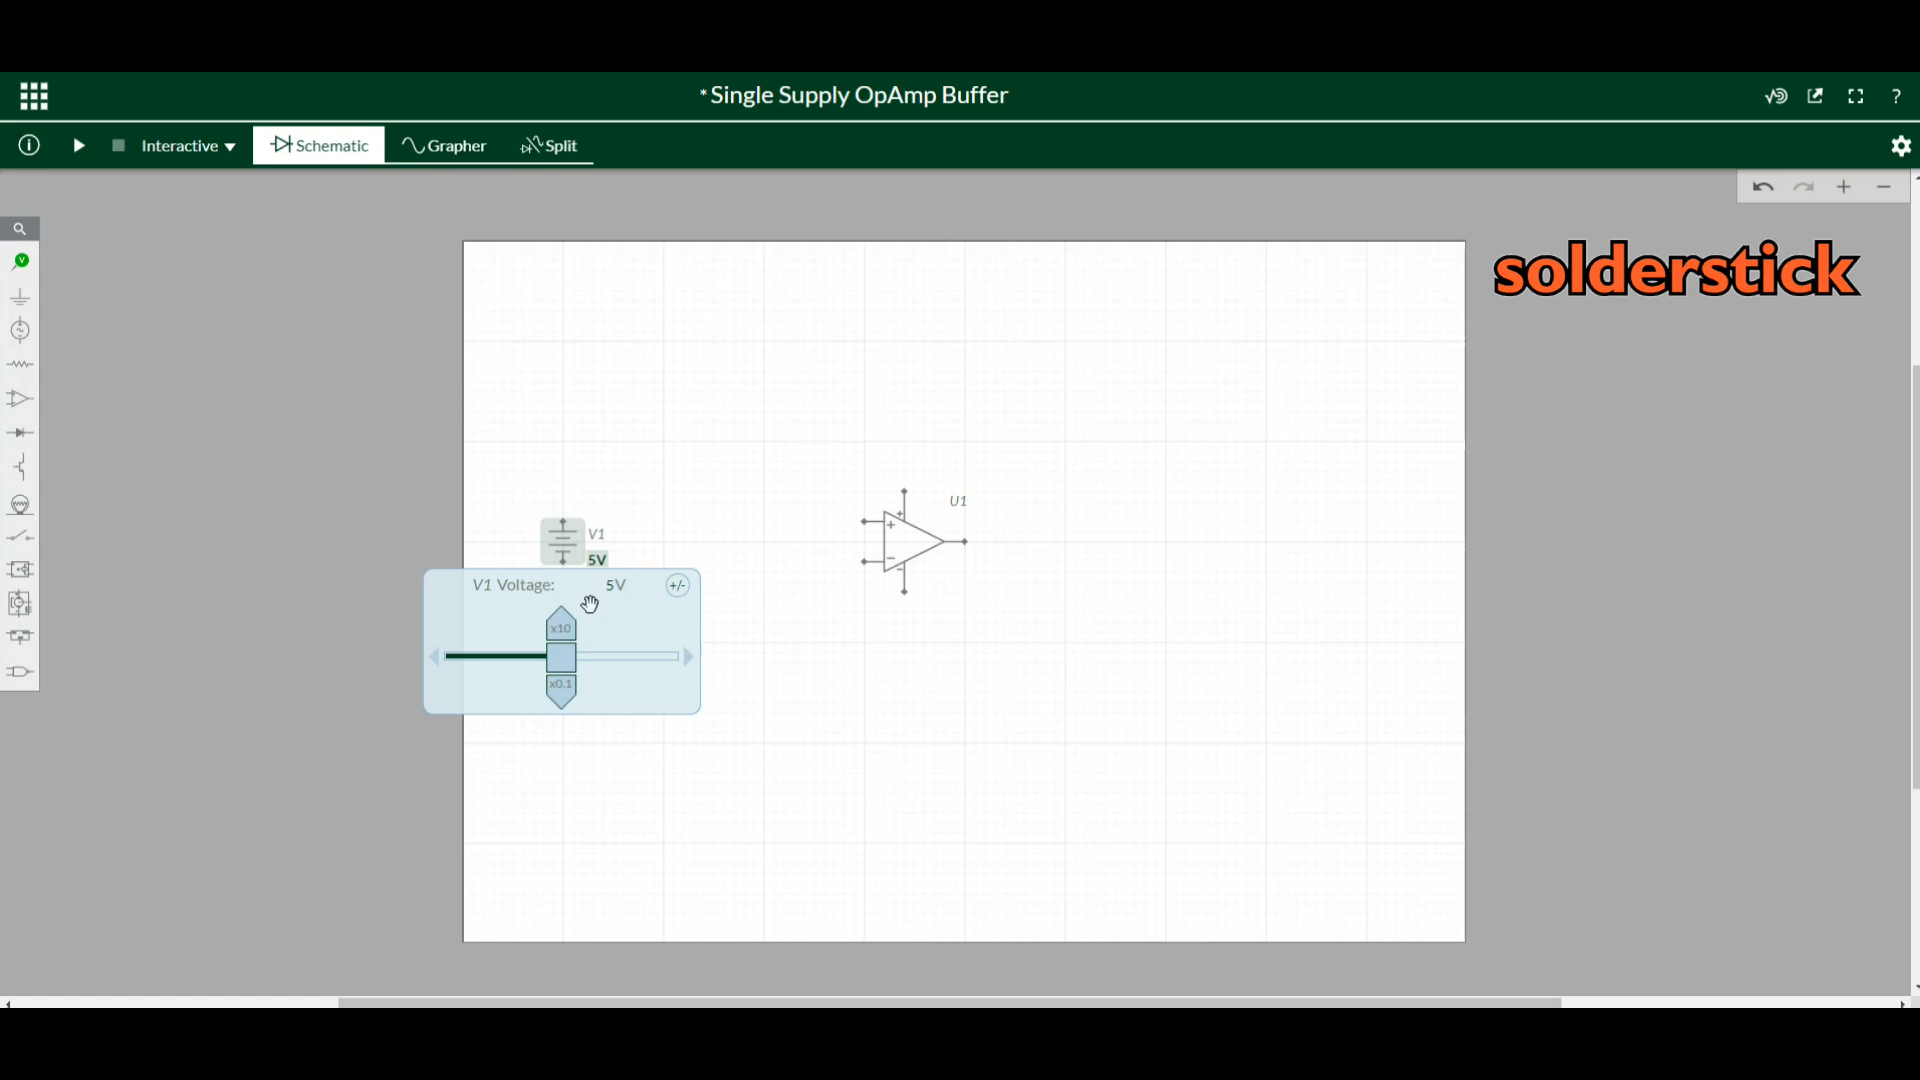 *Single Supply OpAmp Buffer
?
i
Interactive
Schematic
Grapher
Split
solderstick
V
U1
V1
5V
V1 Voltage: 5V +/-
x10
x0.1